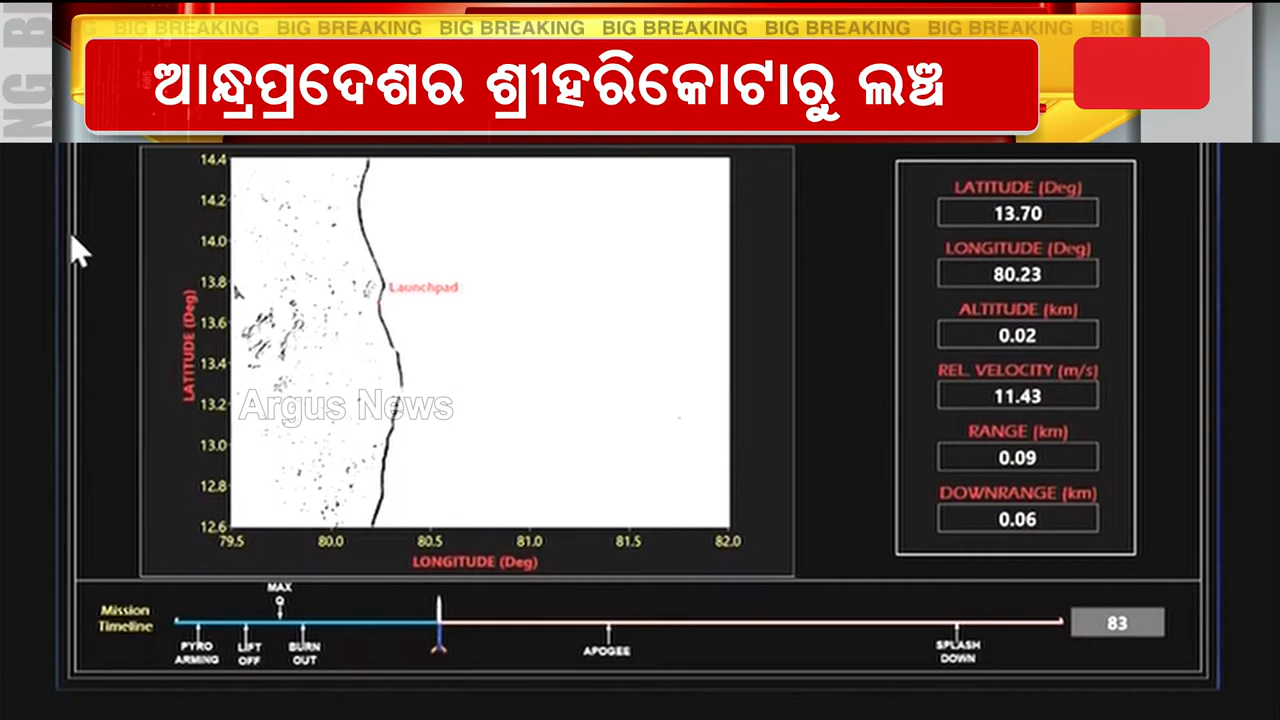 BIG BREAKING BIG BREAKING BIG BREAKING BIG BREAKING BIG BREAKING BIG BREAKING BIG
ଆନ୍ଧ୍ରପ୍ରଦେଶର ଶ୍ରୀହରିକୋଟାରୁ ଲଞ୍ଚ
14.4
14.2
14.0
13.8
13.6
13.4
13.2
13.0
12.8
12.6
LATITUDE (Deg)
Launchpad
Argus News
79.5 80.0 80.5 81.0 81.5 82.0
LONGITUDE (Deg)
LATITUDE (Deg)
13.70
LONGITUDE (Deg)
80.23
ALTITUDE (km)
0.02
REL. VELOCITY (m/s)
11.43
RANGE (km)
0.09
DOWNRANGE (km)
0.06
Mission
Timeline
PYRO
ARMING
LIFT
OFF
MAX
Q
BURN
OUT
APOGEE
SPLASH
DOWN
83